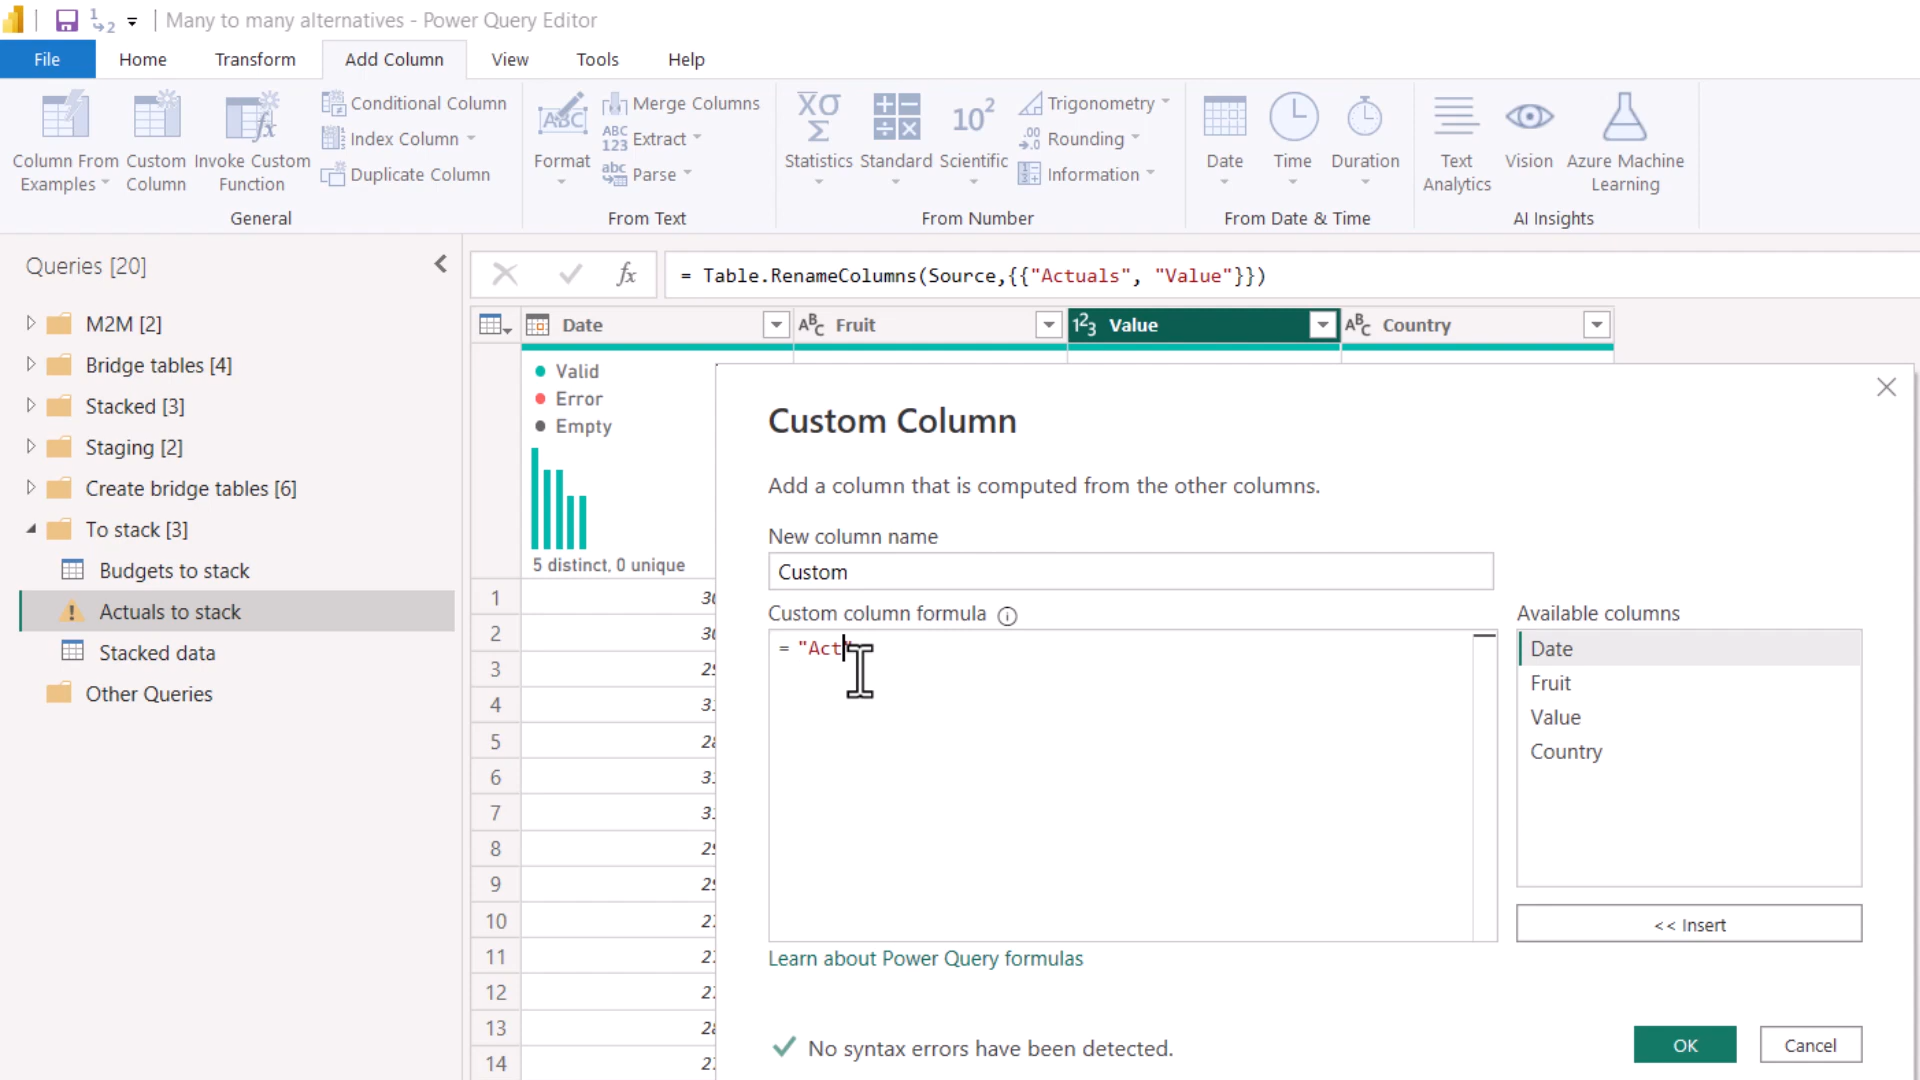 Many to many alternatives - Power Query Editor
File
Home
Transform
Add Column
View
Tools
Help
Column From Examples
Custom Column
Invoke Custom Function
Conditional Column
Index Column
Duplicate Column
General
Format
Merge Columns
Extract
Parse
From Text
Statistics
Standard
Scientific
Trigonometry
Rounding
Information
From Number
Date
Time
Duration
From Date & Time
Text Analytics
Vision
Azure Machine Learning
AI Insights
Queries [20]
M2M [2]
Bridge tables [4]
Stacked [3]
Staging [2]
Create bridge tables [6]
To stack [3]
Budgets to stack
Actuals to stack
Stacked data
Other Queries
= Table.RenameColumns(Source,{{"Actuals", "Value"}})
Date
Fruit
Value
Country
Valid
Error
Empty
5 distinct, 0 unique
1
2
3
4
5
6
7
8
9
10
11
12
13
14
Custom Column
Add a column that is computed from the other columns.
New column name
Custom
Custom column formula
= "Act"
Available columns
Date
Fruit
Value
Country
<< Insert
Learn about Power Query formulas
No syntax errors have been detected.
OK
Cancel